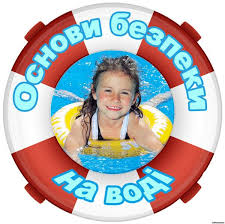 Основи безпеки
на воді